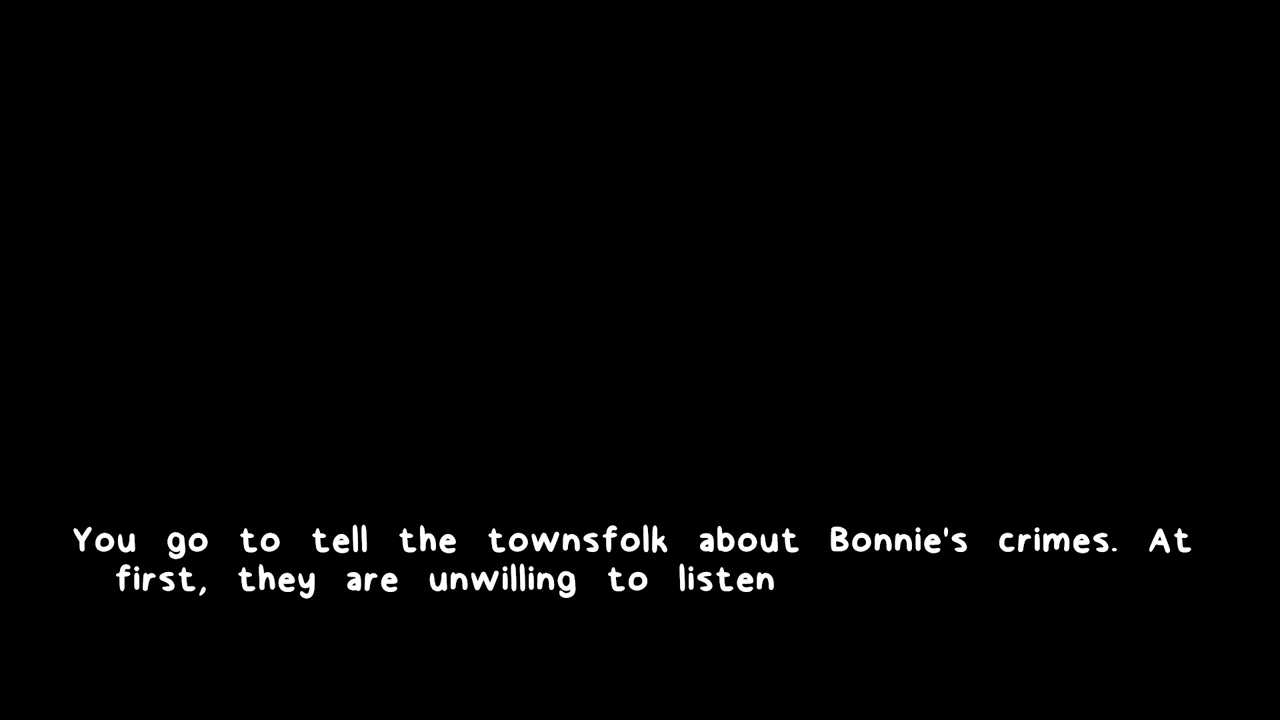 You go to tell the townsfolk about Bonnie's crimes. At
first, they are unwilling to listen